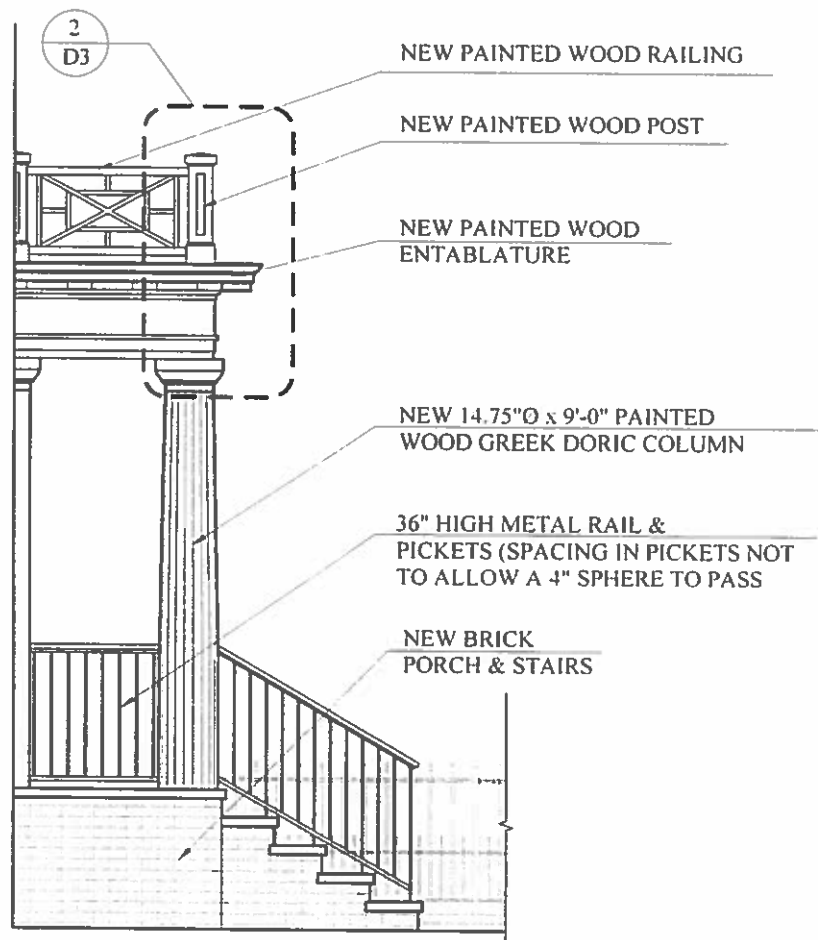 2
D3
NEW PAINTED WOOD RAILING
NEW PAINTED WOOD POST
NEW PAINTED WOOD
ENTABLATURE
NEW 14.75"Ø x 9'-0" PAINTED
WOOD GREEK DORIC COLUMN
36" HIGH METAL RAIL &
PICKETS (SPACING IN PICKETS NOT
TO ALLOW A 4" SPHERE TO PASS
NEW BRICK
PORCH & STAIRS